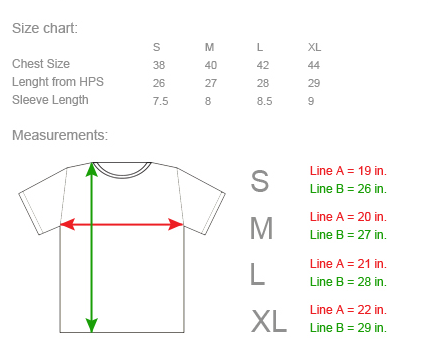 Size chart:
S M L XL
Chest Size 38 40 42 44
Lenght from HPS 26 27 28 29
Sleeve Length 7.5 8 8.5 9
Measurements:
S
Line A = 19 in.
Line B = 26 in.
M
Line A = 20 in.
Line B = 27 in.
L
Line A = 21 in.
Line B = 28 in.
XL
Line A = 22 in.
Line B = 29 in.